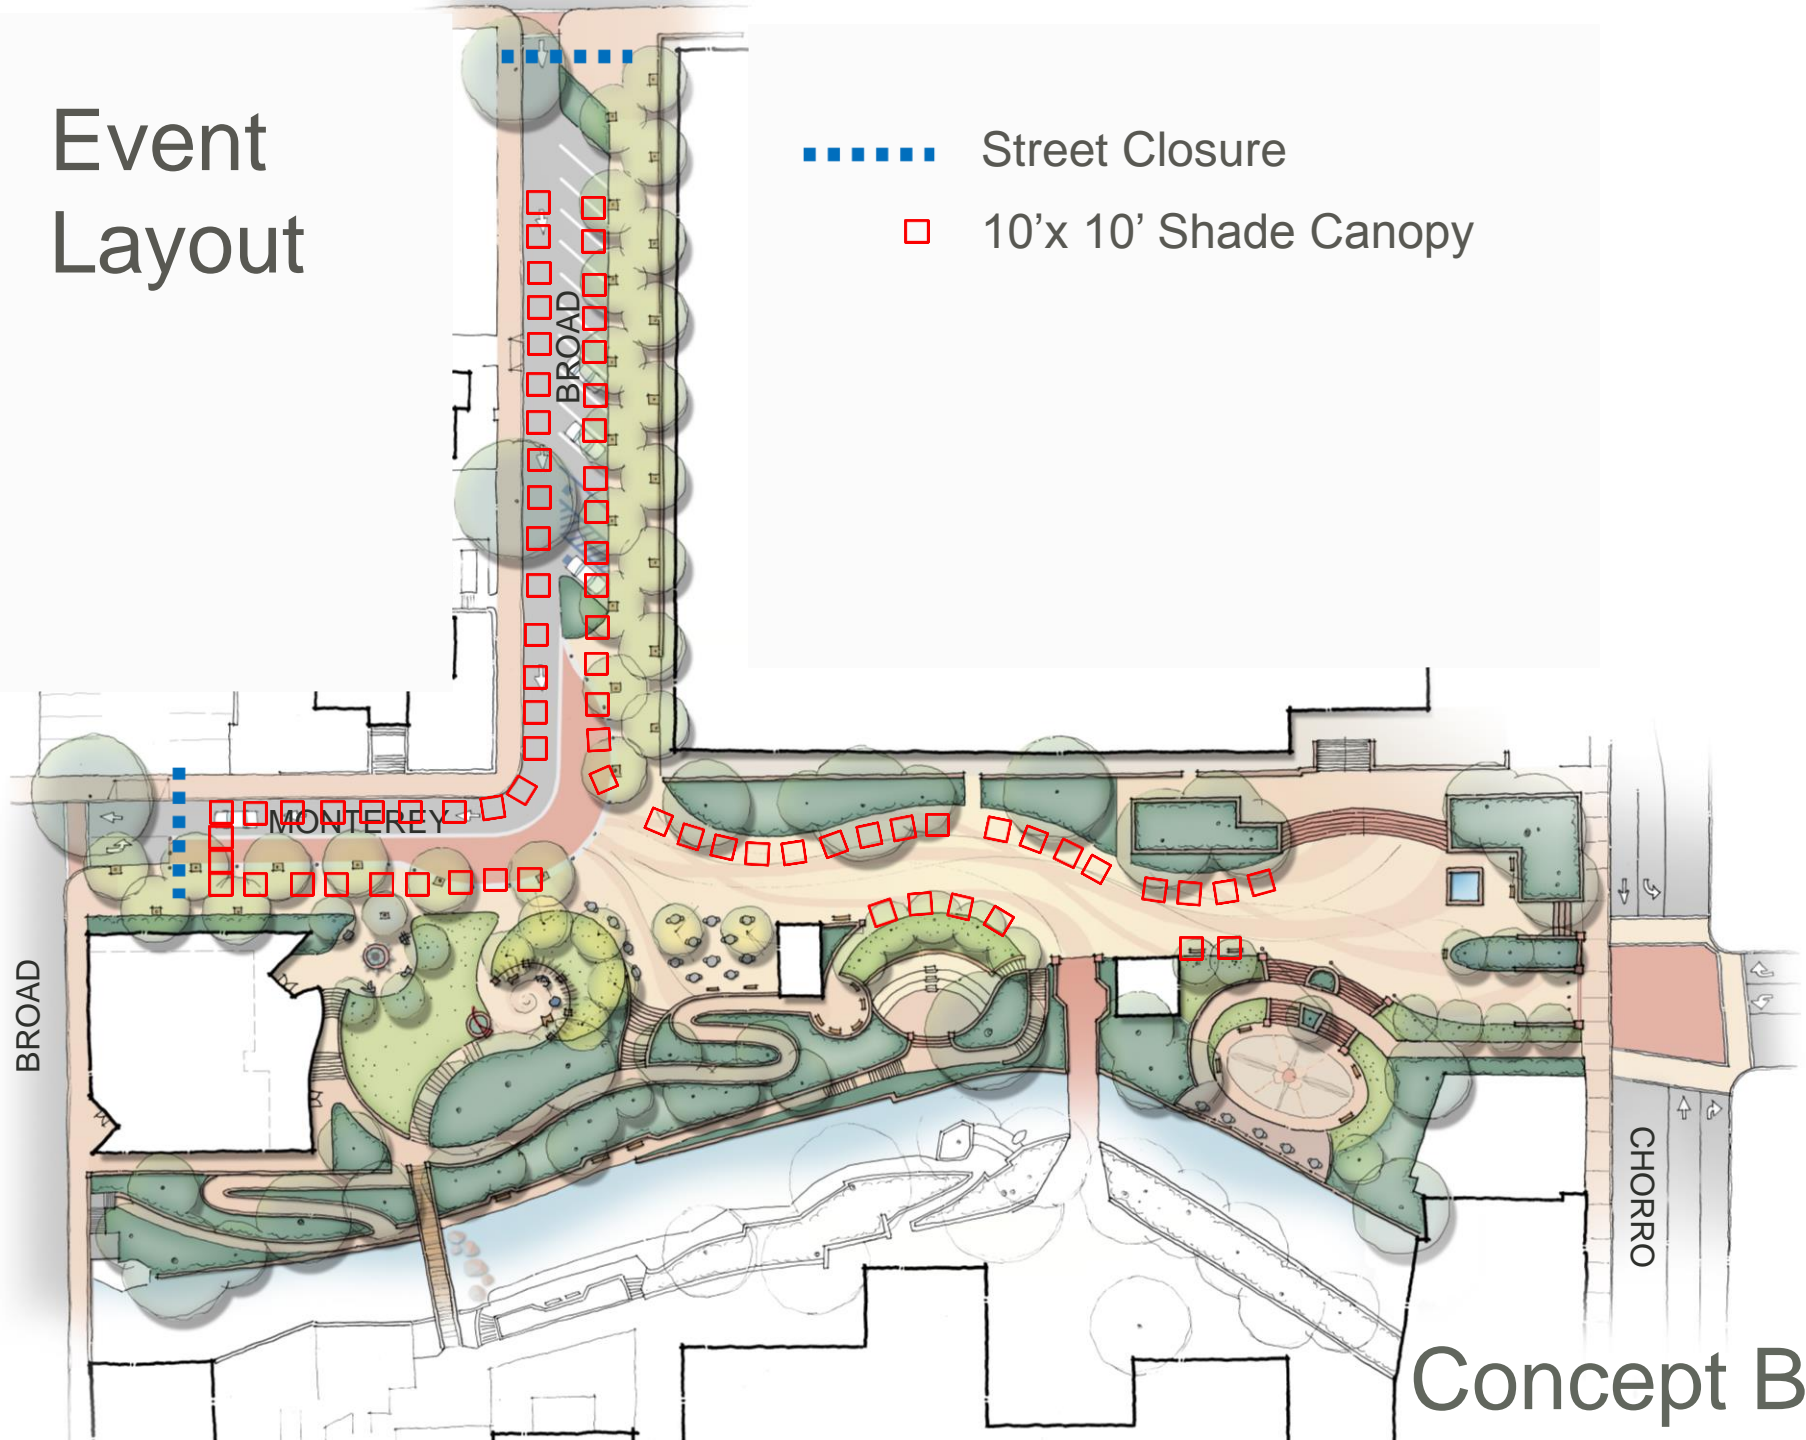 Event
Layout
Street Closure
10’x 10’ Shade Canopy
BROAD
MONTEREY
BROAD
CHORRO
Concept B